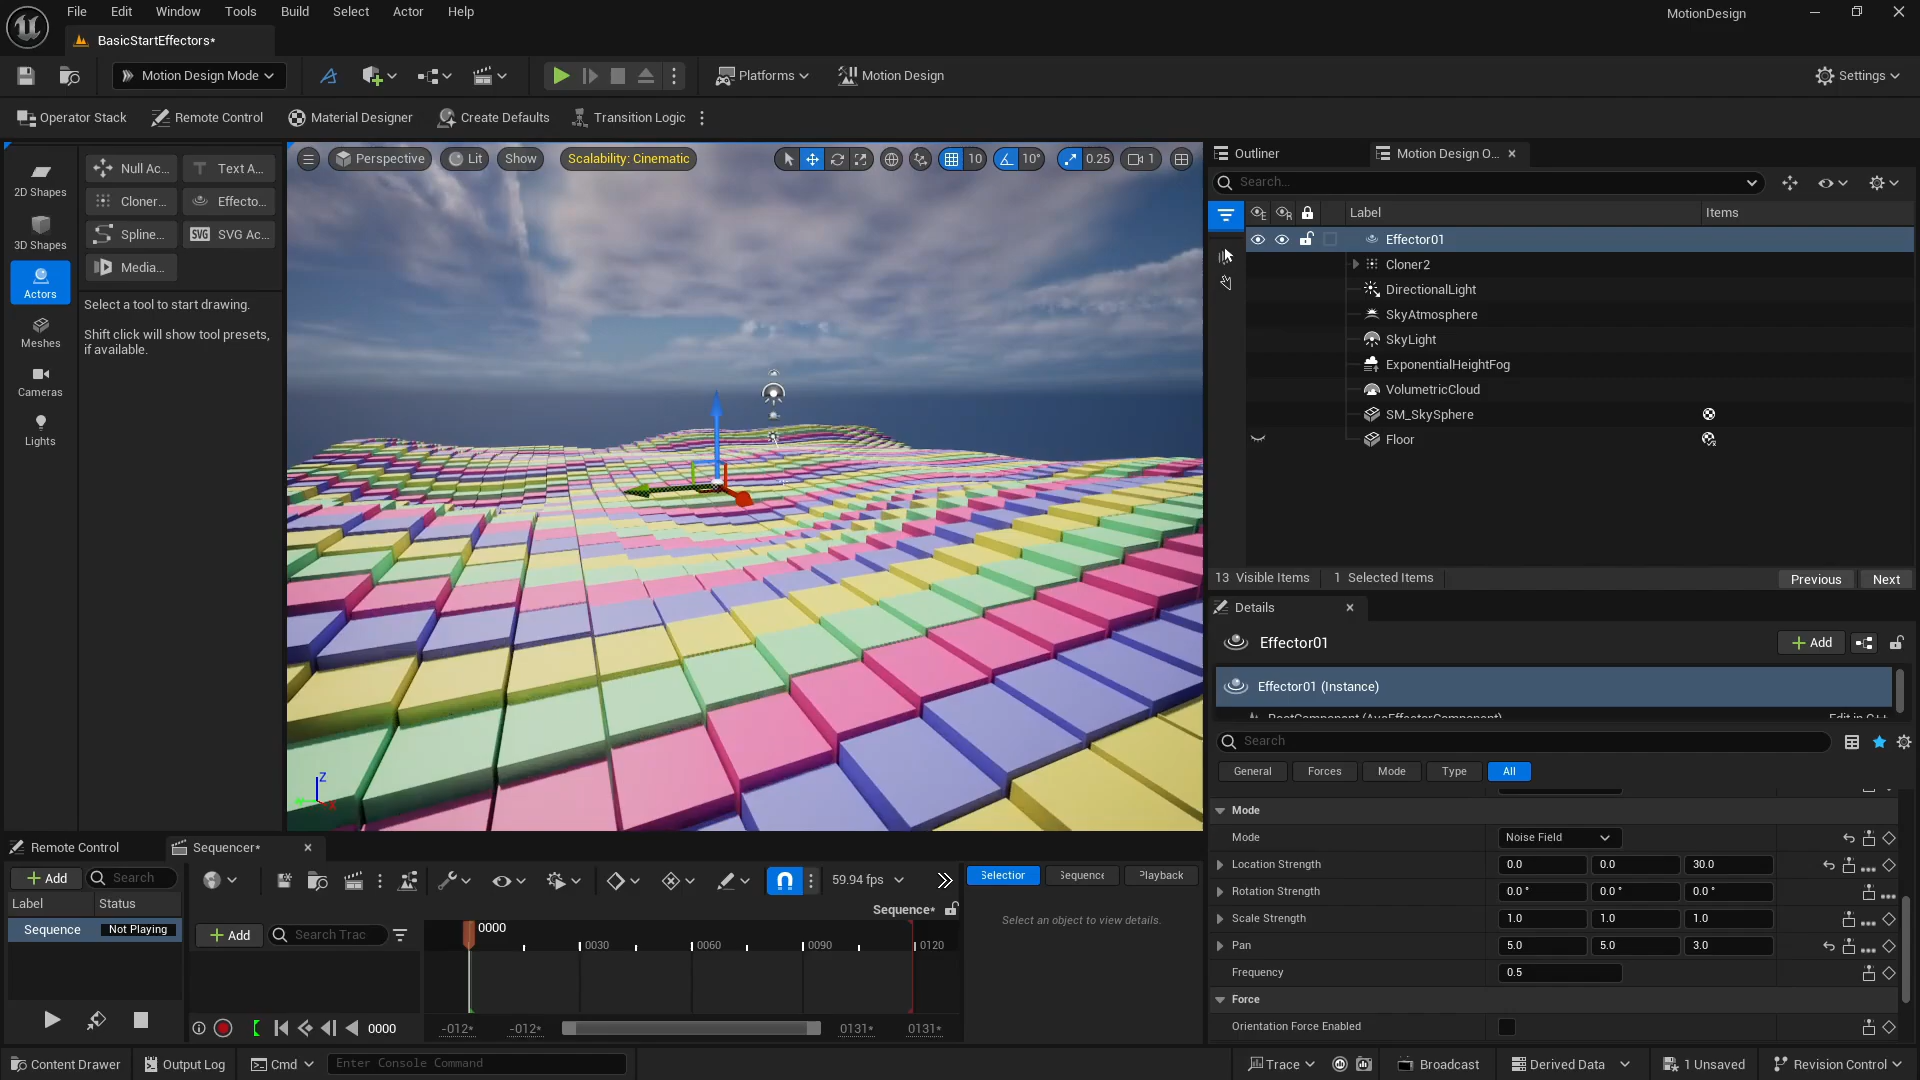 File Edit Window Tools Build Select Actor Help
MotionDesign
BasicStartEffectors*
Motion Design Mode
Platforms
Motion Design
Settings
Operator Stack
Remote Control
Material Designer
Create Defaults
Transition Logic
2D Shapes
3D Shapes
Actors
Meshes
Cameras
Lights
Null Ac... Text A...
Cloner... Effecto...
Spline... SVG SVG Ac...
Media...
Select a tool to start drawing.
Shift click will show tool presets,
if available.
Perspective Lit Show Scalability: Cinematic 10 10° 0.25 1
Z
X
Outliner Motion Design O...
Search...
Label Items
Effector01
Cloner2
DirectionalLight
SkyAtmosphere
SkyLight
ExponentialHeightFog
VolumetricCloud
SM_SkySphere
Floor
13 Visible Items 1 Selected Items Previous Next
Details
Effector01
Add
Effector01 (Instance)
RootComponent (AvaEffectorComponent) Edit in C++
Search
General Forces Mode Type All
Mode
Mode Noise Field
Location Strength 0.0 0.0 30.0
Rotation Strength 0.0 ° 0.0 ° 0.0 °
Scale Strength 1.0 1.0 1.0
Pan 5.0 5.0 3.0
Frequency 0.5
Force
Orientation Force Enabled
Remote Control Sequencer*
Add Search
Label Status
Sequence Not Playing
59.94 fps
Sequence*
Add Search Trac
0000
0030 0060 0090 0120
0000 -012* -012* 0131* 0131*
Selection Sequence Playback
Select an object to view details.
Content Drawer Output Log Cmd Enter Console Command
Trace Broadcast Derived Data 1 Unsaved Revision Control